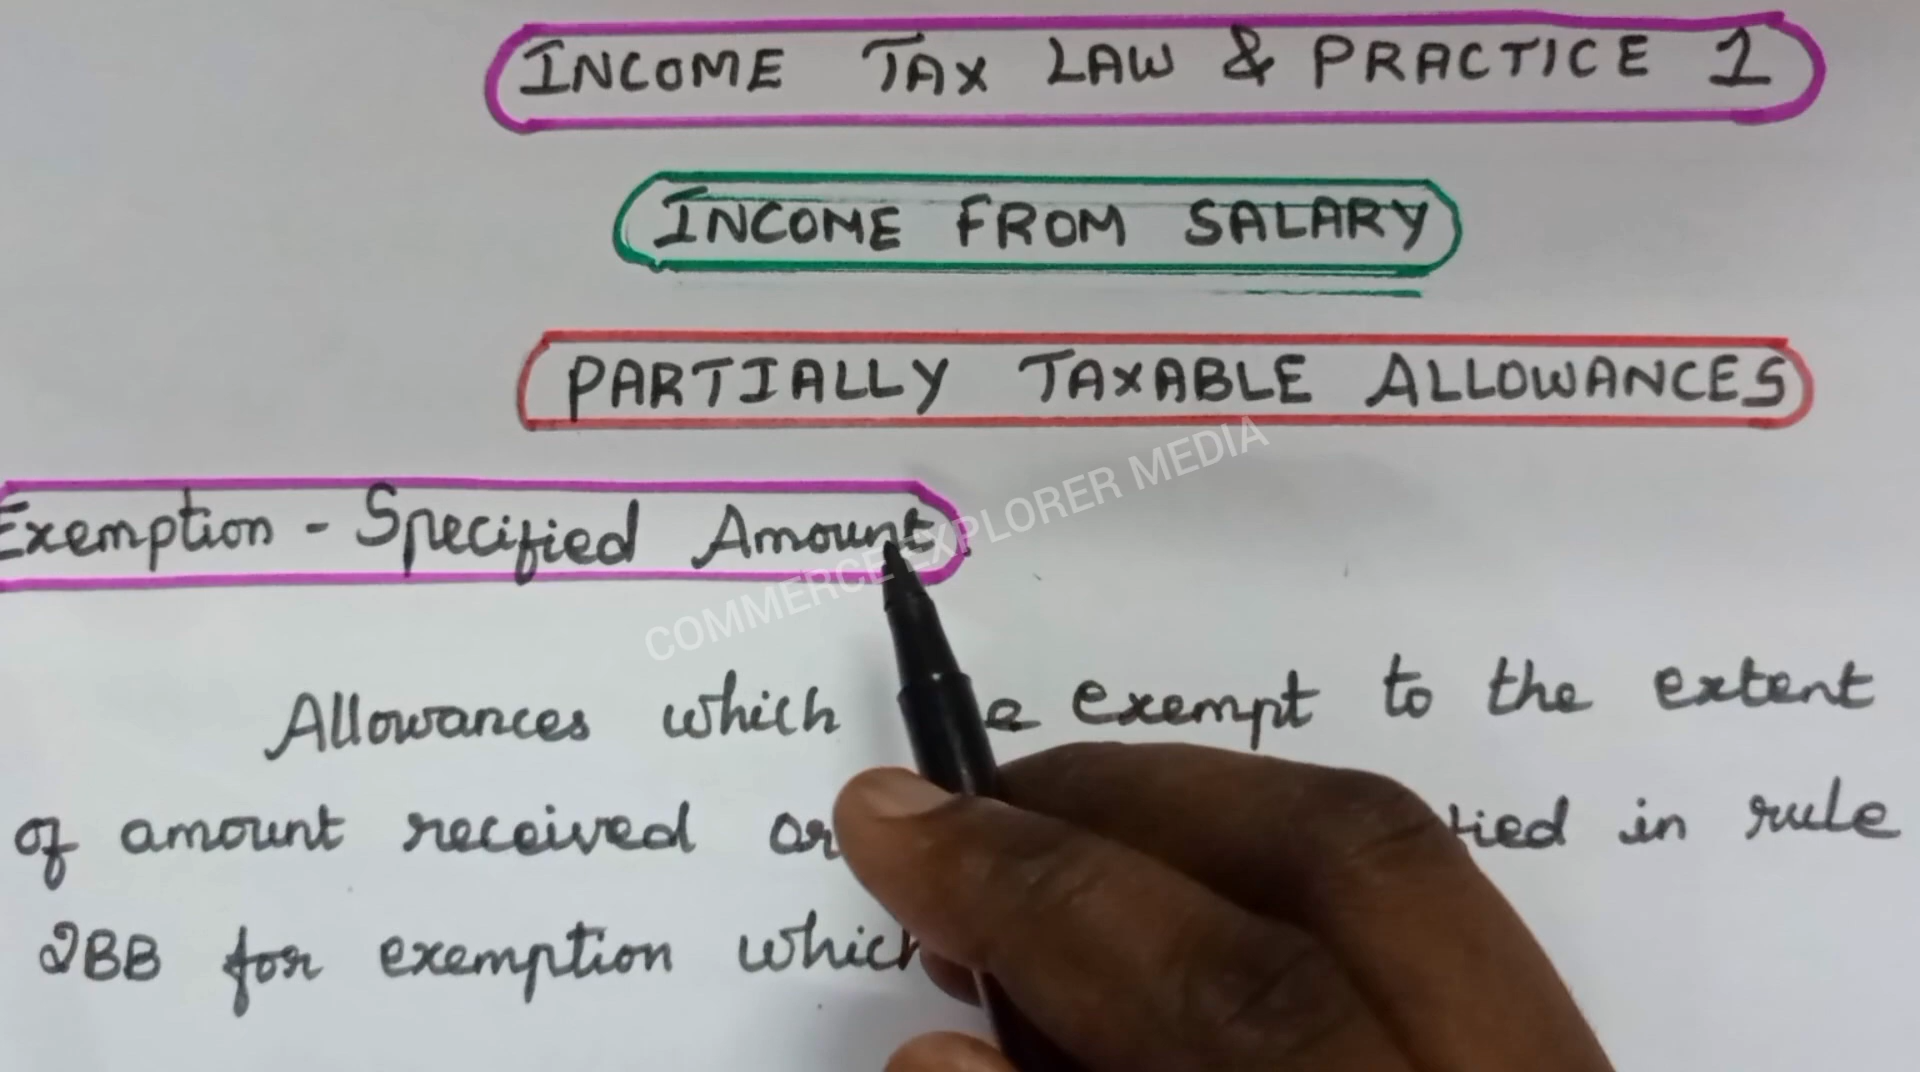 INCOME TAX LAW & PRACTICE 1
INCOME FROM SALARY
PARTIALLY TAXABLE ALLOWANCES
Exemption - Specified Amount
COMMERCE EXPLORER MEDIA
Allowances which exempt to the extent
of amount received or in rule
2BB for exemption